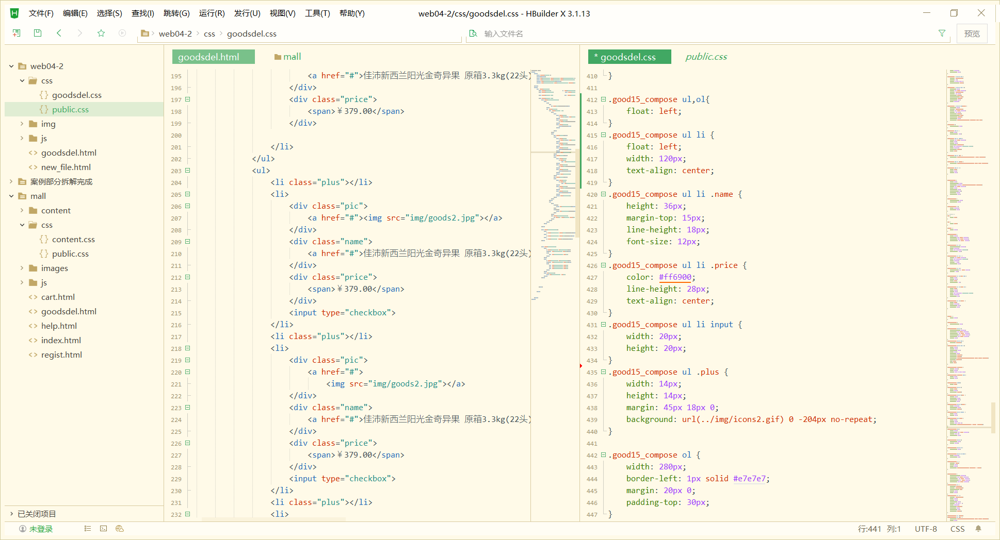 文件(F) 编辑(E) 选择(S) 查找(I) 跳转(G) 运行(R) 发行(U) 视图(V) 工具(T) 帮助(Y) web04-2/css/goodsdel.css - HBuilder X 3.1.13
web04-2 css goodsdel.css 输入文件名 预览
web04-2
css
goodsdel.css
public.css
img
js
goodsdel.html
new_file.html
案例部分拆解完成
mall
content
css
content.css
public.css
images
js
cart.html
goodsdel.html
help.html
index.html
regist.html
已关闭项目
goodsdel.html mall
195 <a href="#">佳沛新西兰阳光金奇异果 原箱3.3kg(22头)
196 </div>
197 <div class="price">
198 <span>¥379.00</span>
199 </div>
200
201 </li>
202 </ul>
203 <ul>
204 <li class="plus"></li>
205 <li>
206 <div class="pic">
207 <a href="#"><img src="img/goods2.jpg"></a>
208 </div>
209 <div class="name">
210 <a href="#">佳沛新西兰阳光金奇异果 原箱3.3kg(22头)
211 </div>
212 <div class="price">
213 <span>¥379.00</span>
214 </div>
215 <input type="checkbox">
216 </li>
217 <li class="plus"></li>
218 <li>
219 <div class="pic">
220 <a href="#">
221 <img src="img/goods2.jpg"></a>
222 </div>
223 <div class="name">
224 <a href="#">佳沛新西兰阳光金奇异果 原箱3.3kg(22头)
225 </div>
226 <div class="price">
227 <span>¥379.00</span>
228 </div>
229 <input type="checkbox">
230 </li>
231 <li class="plus"></li>
232 <li>
* goodsdel.css public.css
410 }
411
412 .good15_compose ul,ol{
413 float: left;
414 }
415 .good15_compose ul li {
416 float: left;
417 width: 120px;
418 text-align: center;
419 }
420 .good15_compose ul li .name {
421 height: 36px;
422 margin-top: 15px;
423 line-height: 18px;
424 font-size: 12px;
425 }
426 .good15_compose ul li .price {
427 color: #ff6900;
428 line-height: 28px;
429 text-align: center;
430 }
431 .good15_compose ul li input {
432 width: 20px;
433 height: 20px;
434 }
435 .good15_compose ul .plus {
436 width: 14px;
437 height: 14px;
438 margin: 45px 18px 0;
439 background: url(../img/icons2.gif) 0 -204px no-repeat;
440 }
441
442 .good15_compose ol {
443 width: 280px;
444 border-left: 1px solid #e7e7e7;
445 margin: 20px 0;
446 padding-top: 30px;
447 }
未登录 行:441 列:1 UTF-8 CSS